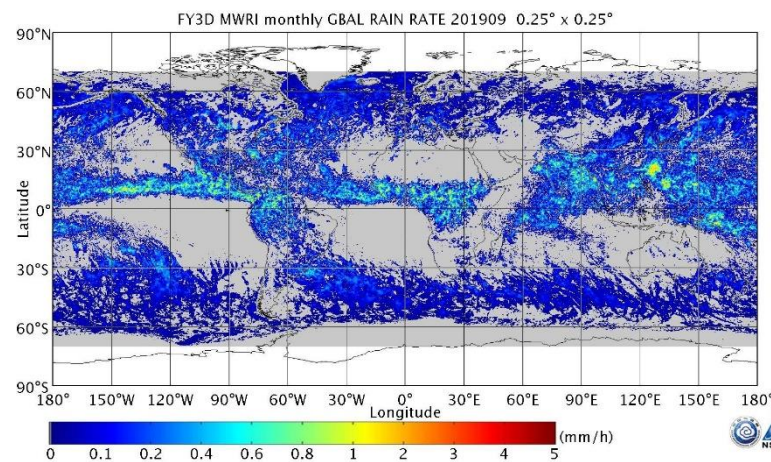 FY3D MWRI monthly GBAL RAIN RATE 201909 0.25° x 0.25°
90°N
60°N
30°N
0°
30°S
60°S
90°S
Latitude
180° 150°W 120°W 90°W 60°W 30°W 0° 30°E 60°E 90°E 120°E 150°E 180°
Longitude
0 0.1 0.2 0.4 0.6 0.8 1 2 3 4 5 (mm/h)